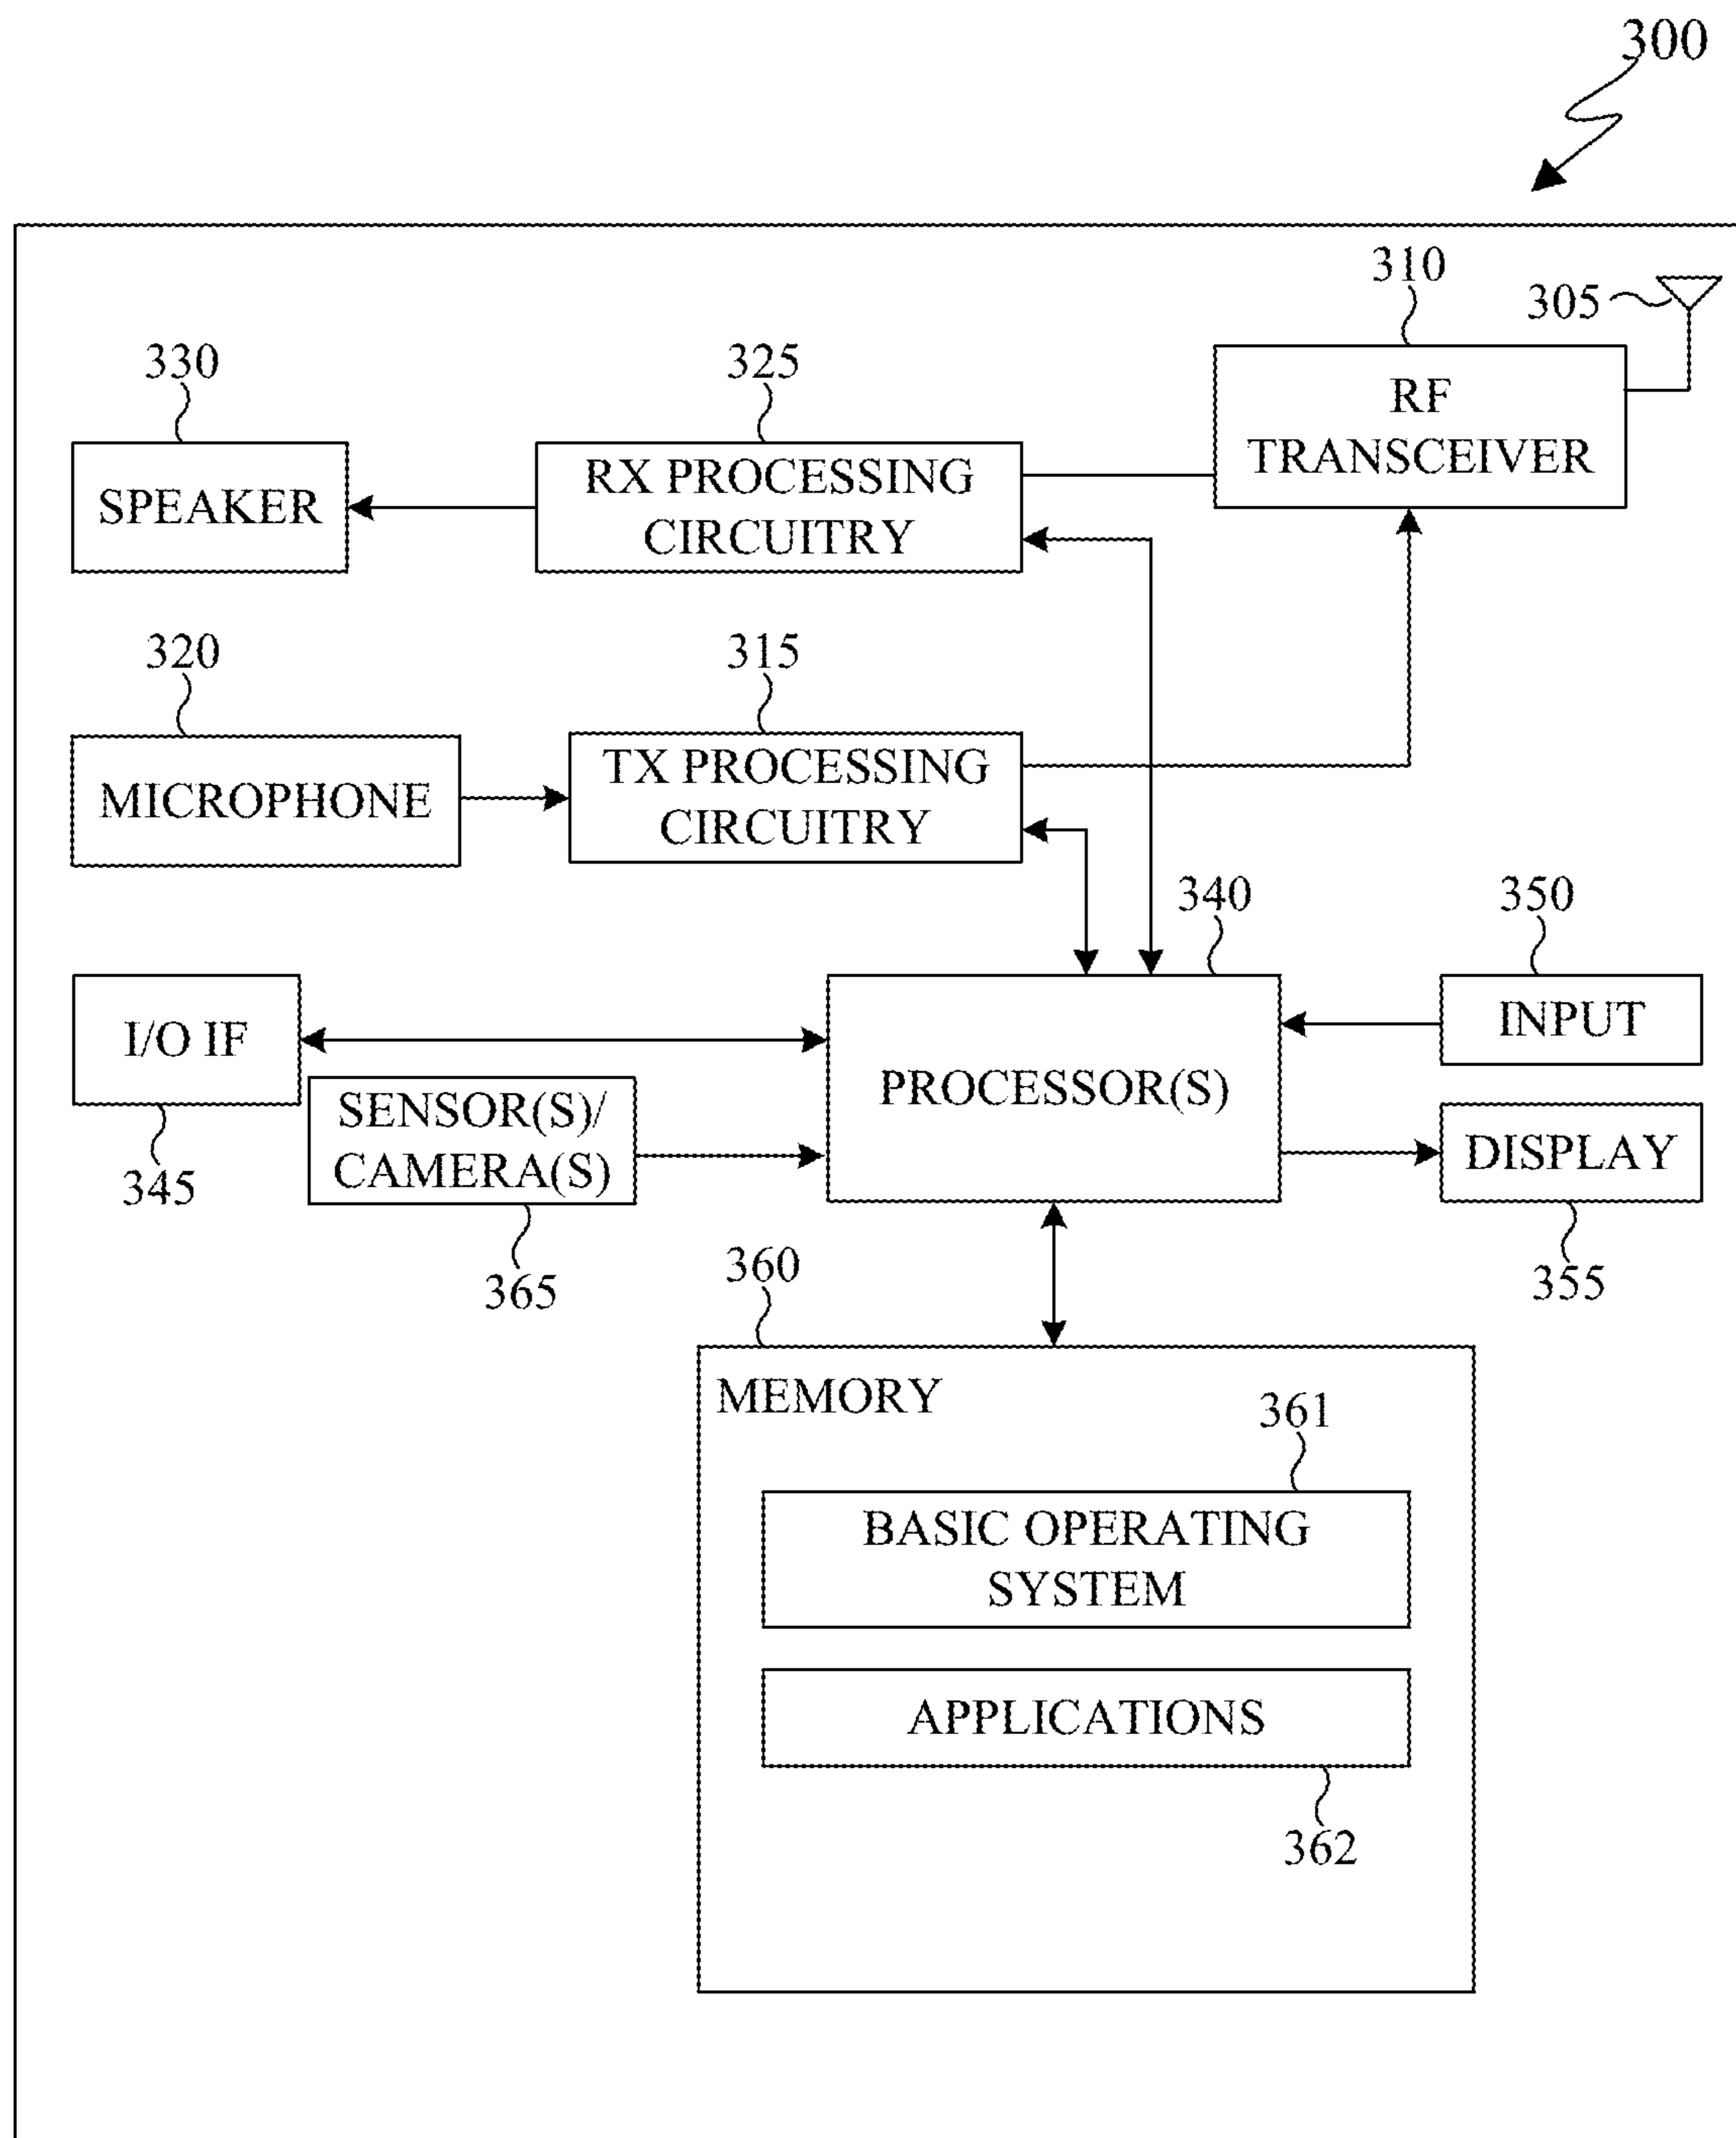 300
310
305
330
325
RF
TRANSCEIVER
SPEAKER
RX PROCESSING
CIRCUITRY
320
315
MICROPHONE
TX PROCESSING
CIRCUITRY
340
350
I/O IF
INPUT
PROCESSOR(S)
SENSOR(S)/
CAMERA(S)
DISPLAY
345
365
360
355
MEMORY
361
BASIC OPERATING
SYSTEM
APPLICATIONS
362